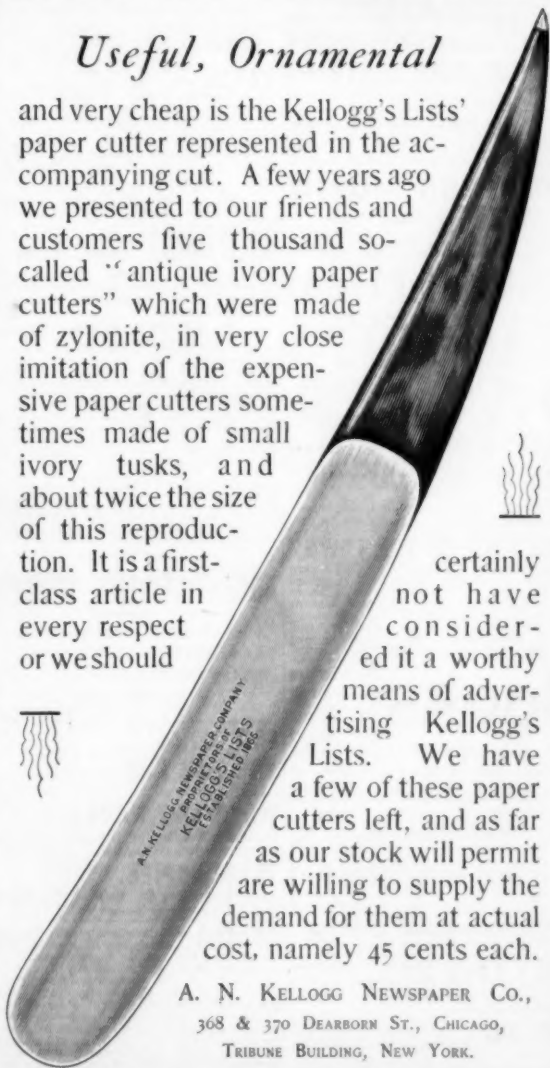 Useful, Ornamental
and very cheap is the Kellogg's Lists'
paper cutter represented in the ac-
companying cut. A few years ago
we presented to our friends and
customers five thousand so-
called "antique ivory paper
cutters" which were made
of zylonite, in very close
imitation of the expen-
sive paper cutters some-
times made of small
ivory tusks, and
about twice the size
of this reproduc-
tion. It is a first-
class article in
every respect
or we should
certainly
not have
consider-
ed it a worthy
means of adver-
tising Kellogg's
Lists. We have
a few of these paper
cutters left, and as far
as our stock will permit
are willing to supply the
demand for them at actual
cost, namely 45 cents each.
A. N. KELLOGG NEWSPAPER CO.,
368 & 370 DEARBORN ST., CHICAGO,
TRIBUNE BUILDING, NEW YORK.
A.N. KELLOGG NEWSPAPER COMPANY
PROPRIETORS OF
KELLOGG'S LISTS
ESTABLISHED 1865